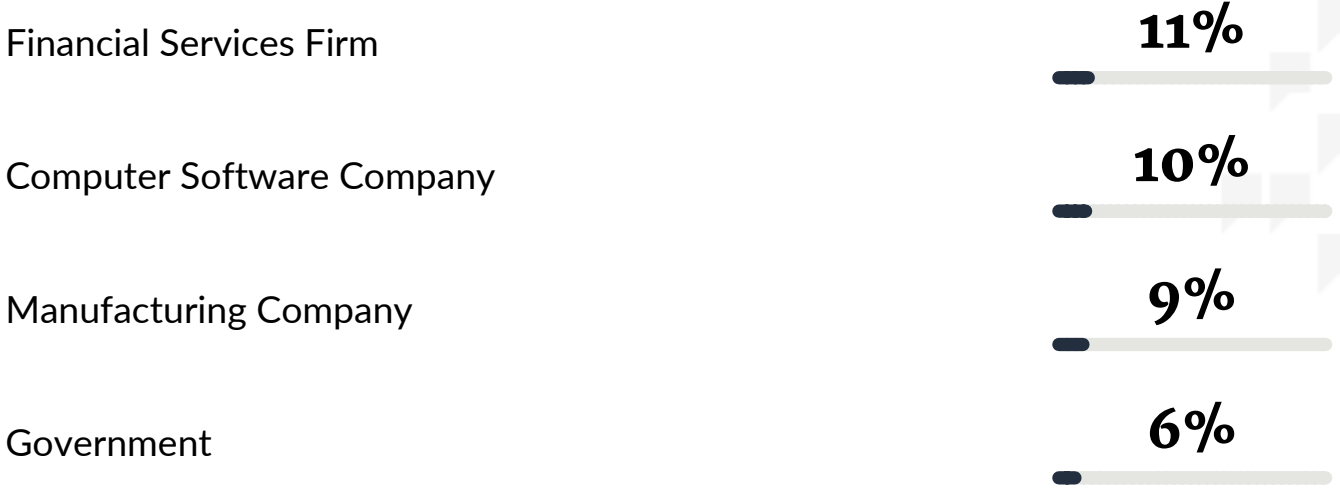 Financial Services Firm 11%
Computer Software Company 10%
Manufacturing Company 9%
Government 6%